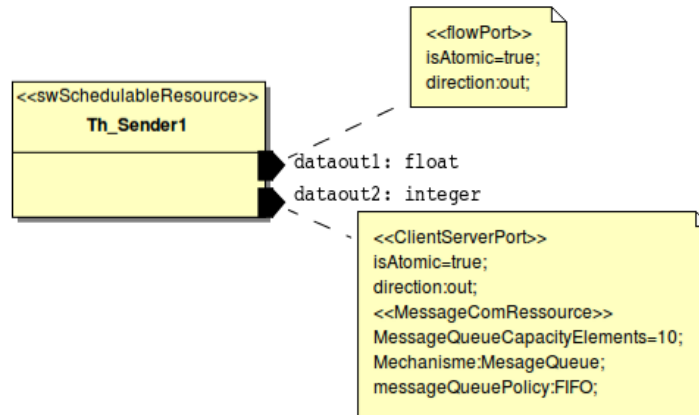 <<flowPort>>
isAtomic=true;
direction:out;
<<swSchedulableResource>>
Th_Sender1
dataout1: float
dataout2: integer
<<ClientServerPort>>
isAtomic=true;
direction:out;
<<MessageComRessource>>
MessageQueueCapacityElements=10;
Mechanisme:MesageQueue;
messageQueuePolicy:FIFO;